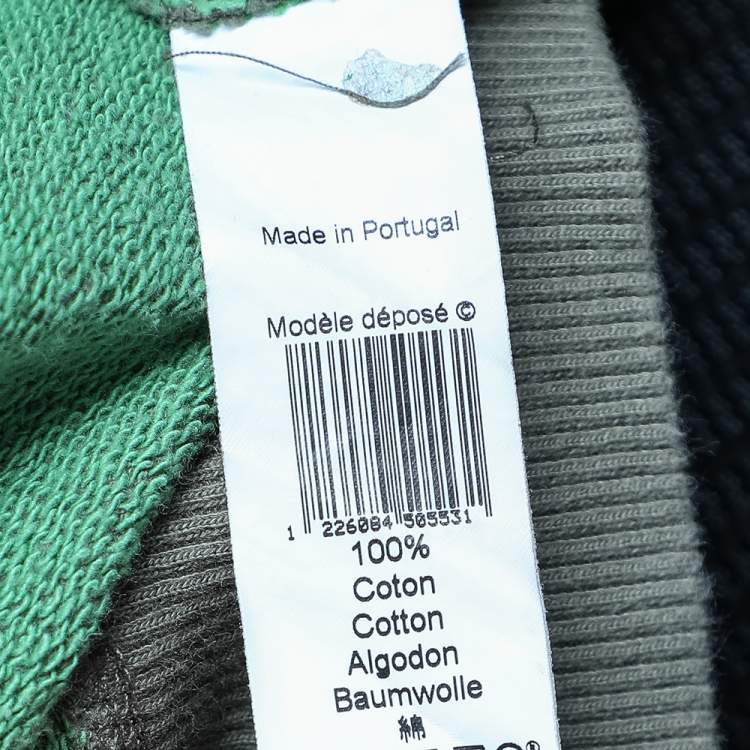 Made in Portugal
Modèle déposé ©
1 226084 505531
100%
Coton
Cotton
Algodon
Baumwolle
綿